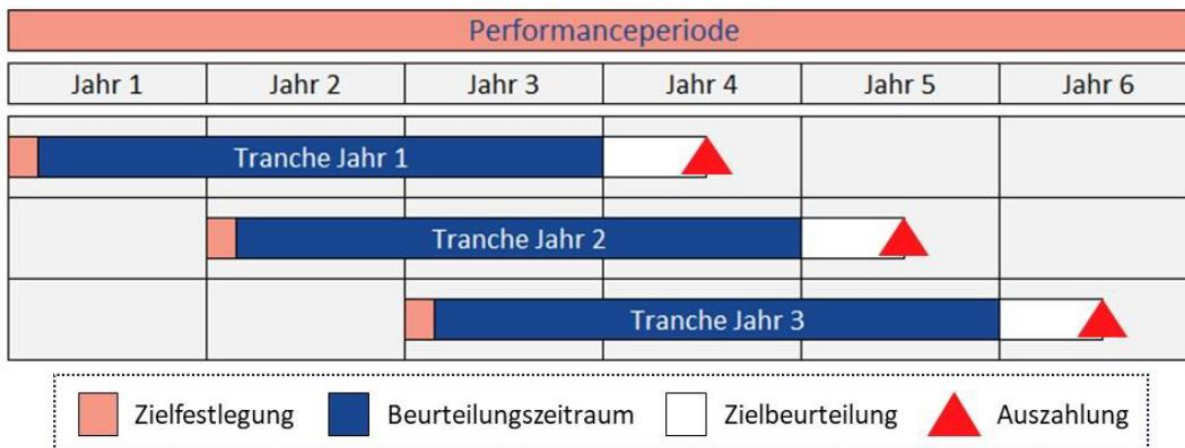 Performanceperiode
Jahr 1 Jahr 2 Jahr 3 Jahr 4 Jahr 5 Jahr 6
Tranche Jahr 1
Tranche Jahr 2
Tranche Jahr 3
Zielfestlegung Beurteilungszeitraum Zielbeurteilung Auszahlung